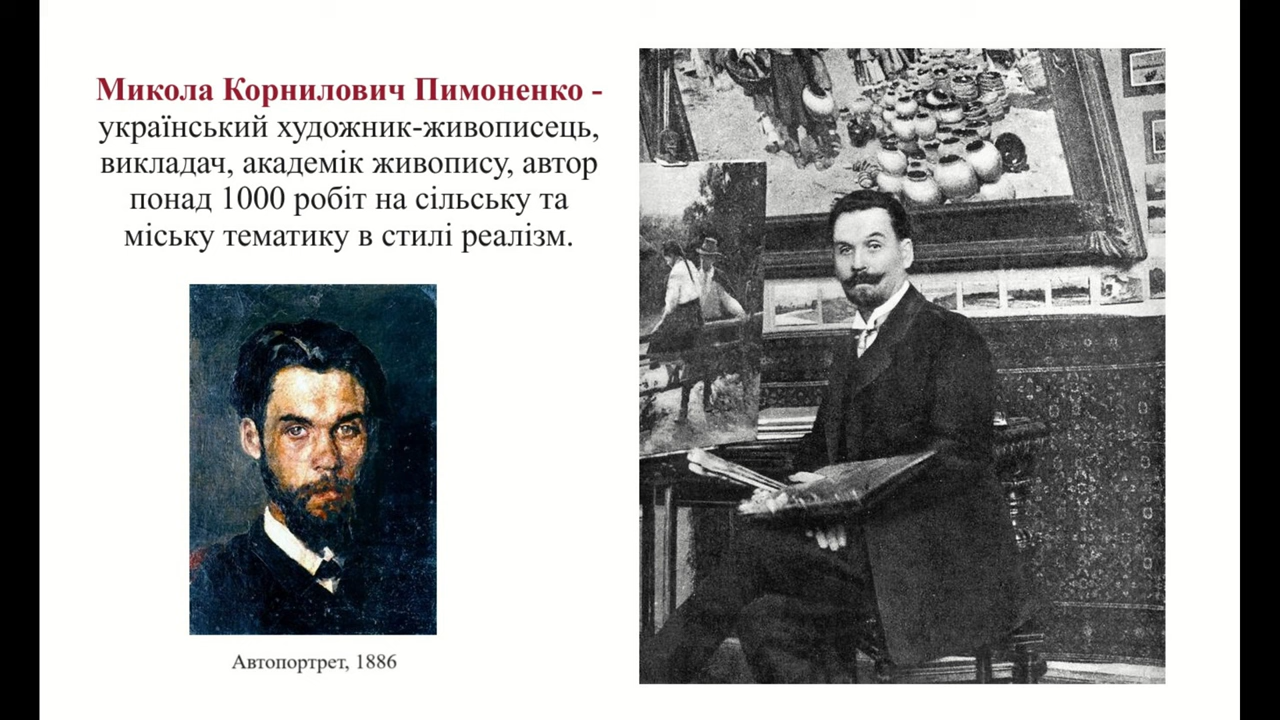 Микола Корнилович Пимоненко -
український художник-живописець,
викладач, академік живопису, автор
понад 1000 робіт на сільську та
міську тематику в стилі реалізм.
Автопортрет, 1886